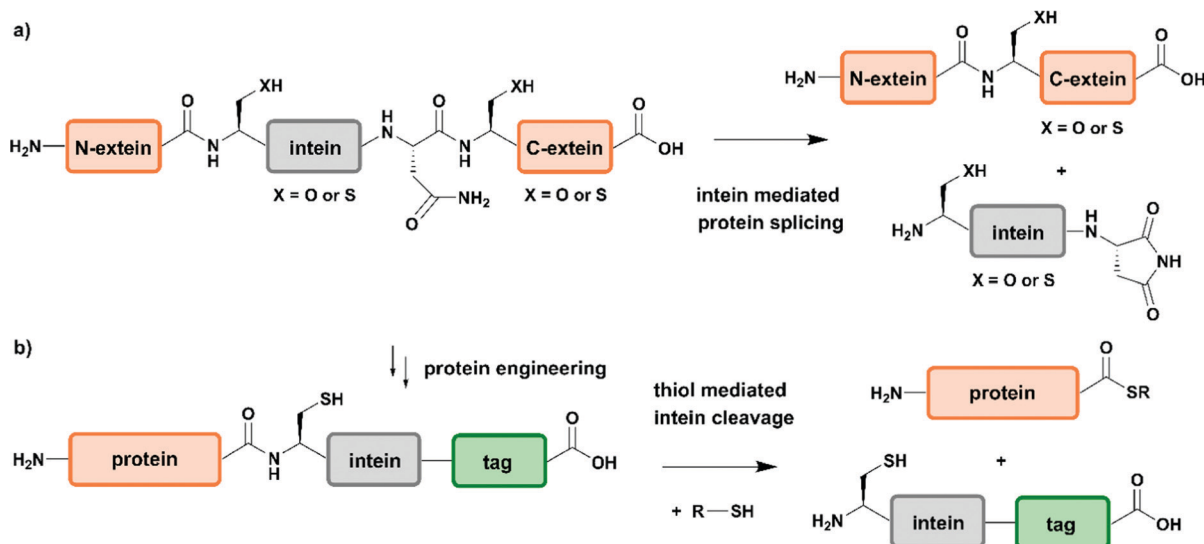 a)
H₂N
N-extein
O
N
H
XH
intein
X = O or S
H
N
O
NH₂
O
N
H
XH
C-extein
X = O or S
O
OH
intein mediated
protein splicing
H₂N
N-extein
O
N
H
XH
C-extein
O
OH
X = O or S
+
XH
H₂N
intein
X = O or S
H
N
O
NH
O
b)
protein engineering
H₂N
protein
O
N
H
SH
intein
tag
O
OH
thiol mediated
intein cleavage
+ R—SH
H₂N
protein
O
SR
+
SH
H₂N
intein
tag
O
OH